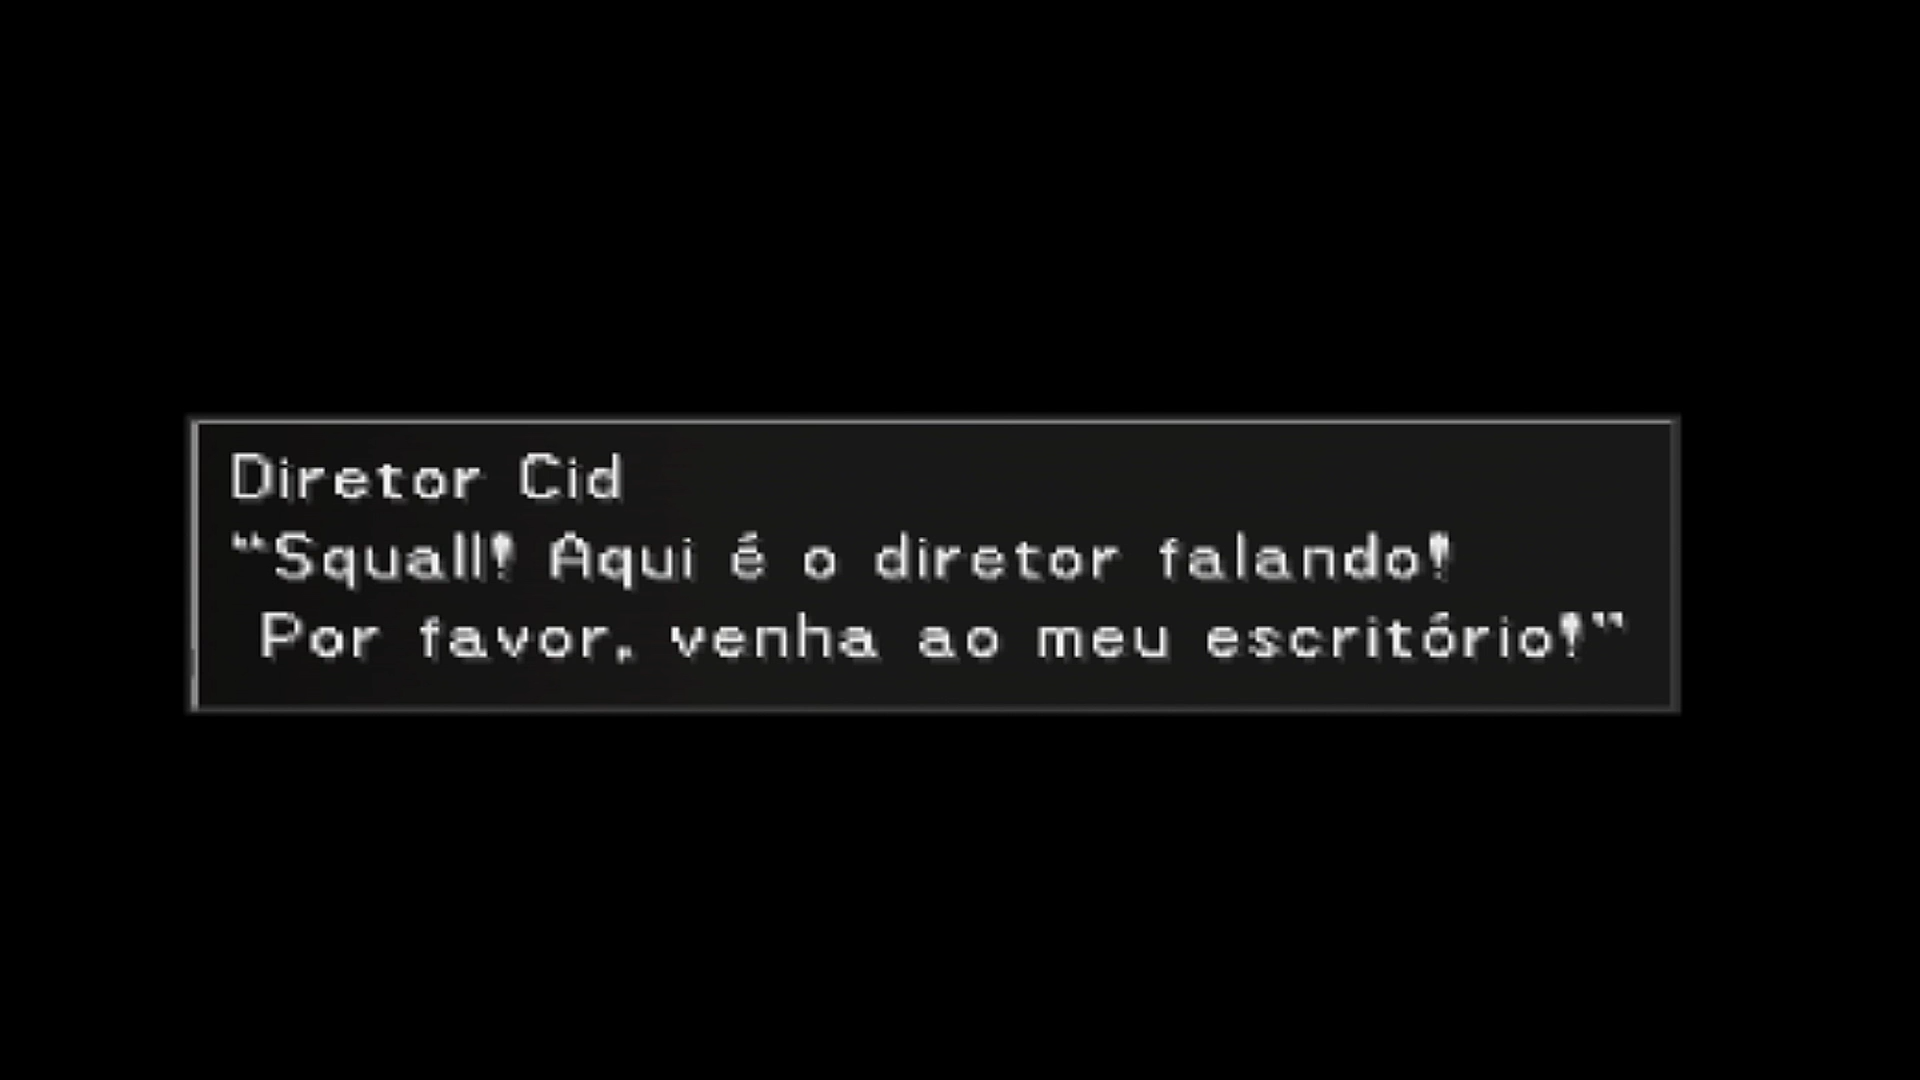 Diretor Cid
“Squall! Aqui é o diretor falando!
Por favor, venha ao meu escritório!”